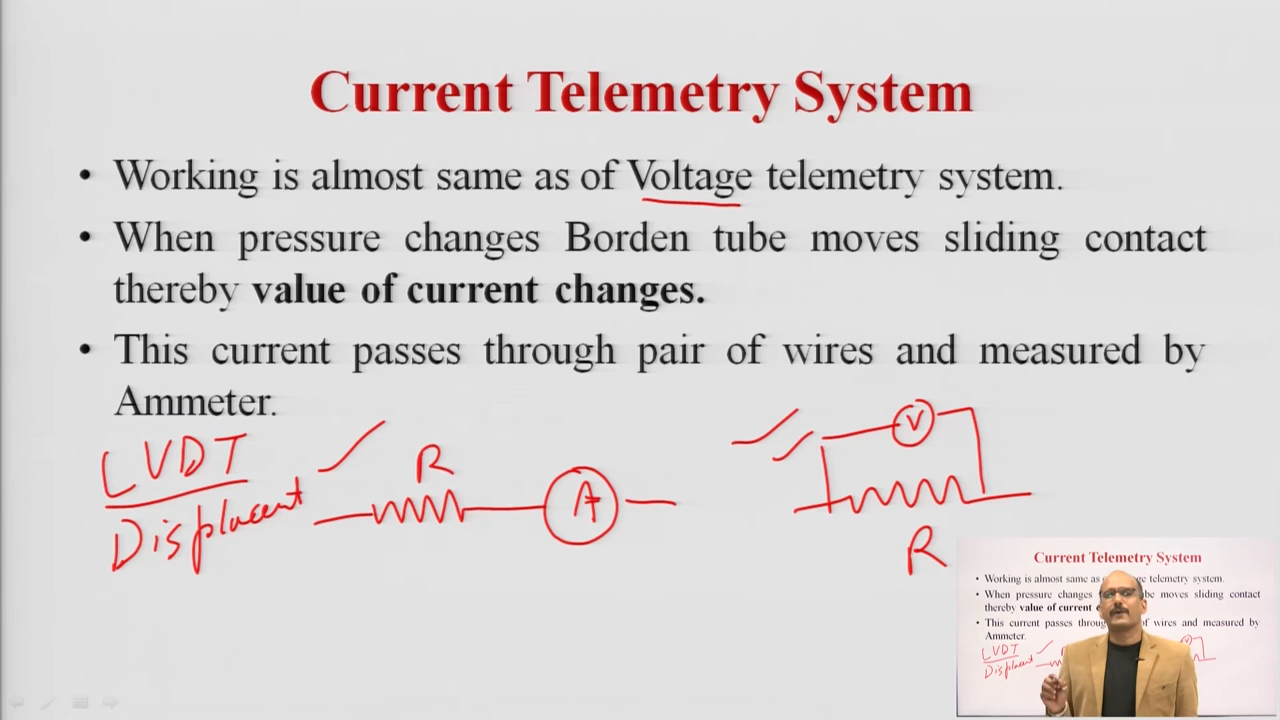 Current Telemetry System
• Working is almost same as of Voltage telemetry system.
• When pressure changes Borden tube moves sliding contact
thereby value of current changes.
• This current passes through pair of wires and measured by
Ammeter.
LVDT
Displacent
R
A
V
R
Current Telemetry System
• Working is almost same as telemetry system.
• When pressure changes be moves sliding contact
thereby value of current
• This current passes of wires and measured by
Ammeter.
LVDT
Displacent